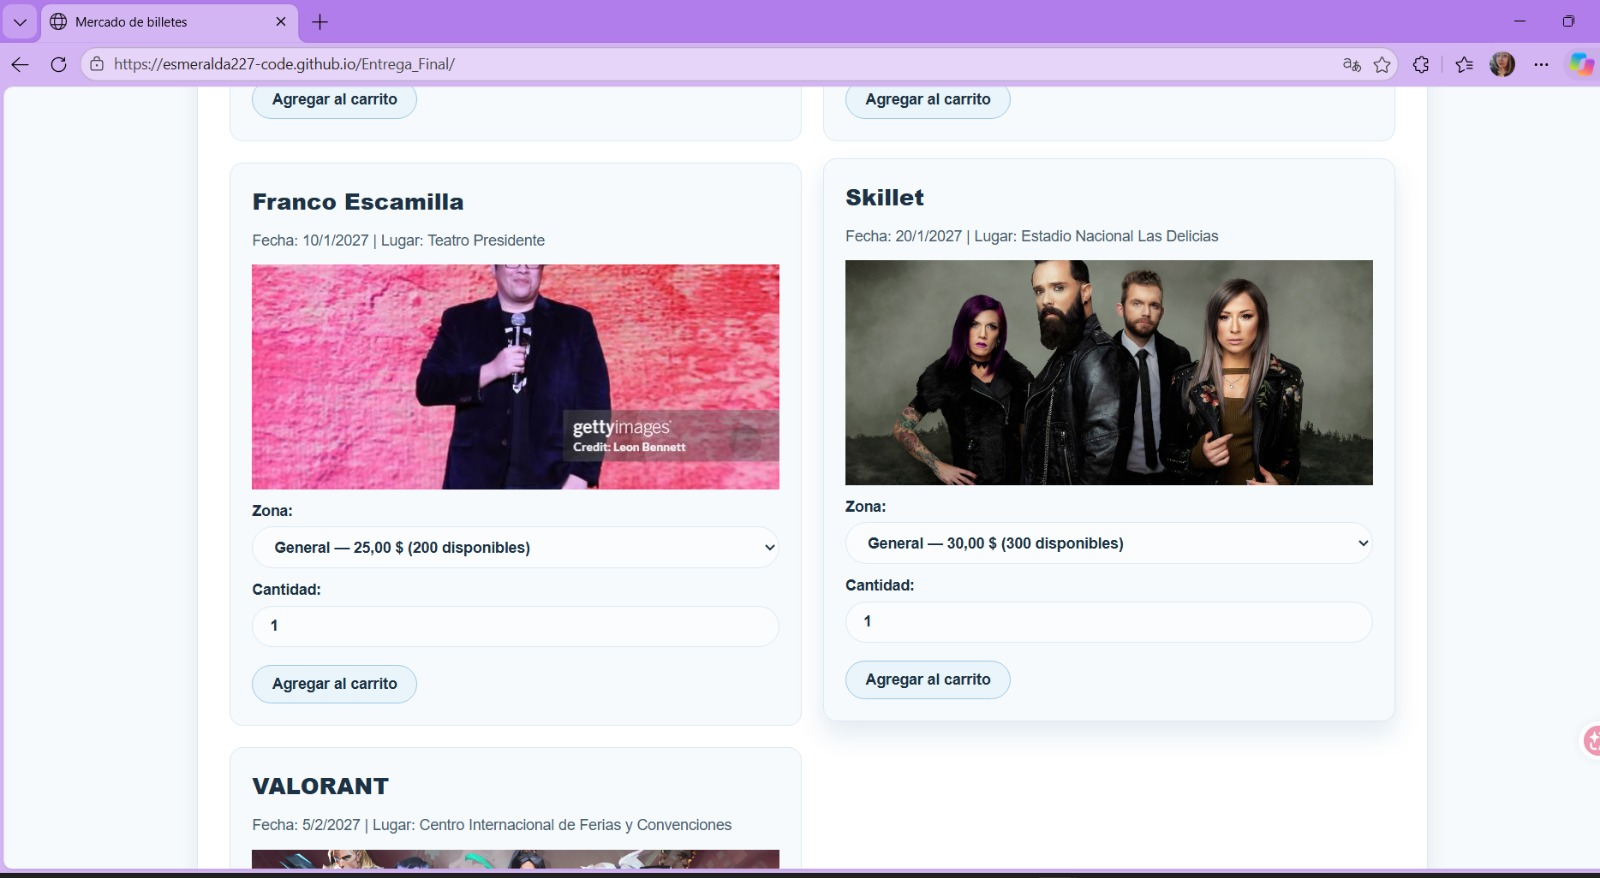 Mercado de billetes
https://esmeralda227-code.github.io/Entrega_Final/
Agregar al carrito
Agregar al carrito
Franco Escamilla
Fecha: 10/1/2027 | Lugar: Teatro Presidente
gettyimages
Credit: Leon Bennett
Zona:
General — 25,00 $ (200 disponibles)
Cantidad:
1
Agregar al carrito
Skillet
Fecha: 20/1/2027 | Lugar: Estadio Nacional Las Delicias
Zona:
General — 30,00 $ (300 disponibles)
Cantidad:
1
Agregar al carrito
VALORANT
Fecha: 5/2/2027 | Lugar: Centro Internacional de Ferias y Convenciones